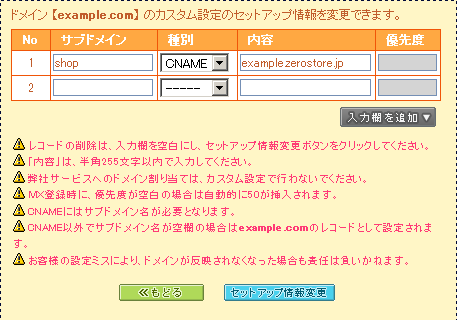 ドメイン【example.com】のカスタム設定のセットアップ情報を変更できます。
No サブドメイン 種別 内容 優先度
1 shop CNAME example.zerostore.jp
2 -----
入力欄を追加▼
レコードの削除は、入力欄を空白にし、セットアップ情報変更ボタンをクリックしてください。
「内容」は、半角255文字以内で入力してください。
弊社サービスへのドメイン割り当ては、カスタム設定で行わないでください。
MX登録時に、優先度が空白の場合は自動的に50が挿入されます。
CNAMEにはサブドメイン名が必要となります。
CNAME以外でサブドメイン名が空欄の場合はexample.comのレコードとして設定されま
す。
お客様の設定ミスにより、ドメインが反映されなくなった場合も責任は負いかねます。
≪もどる セットアップ情報変更